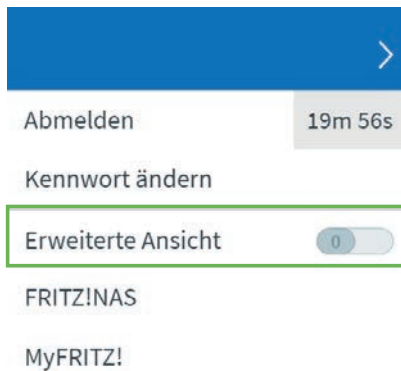 Abmelden 19m 56s
Kennwort ändern
Erweiterte Ansicht 0
FRITZ!NAS
MyFRITZ!